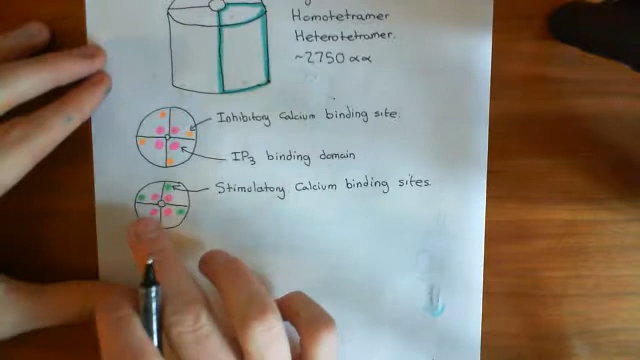 Homotetramer
Heterotetramer.
~2750 αα
Inhibitory Calcium binding site.
IP₃ binding domain
Stimulatory Calcium binding sites.